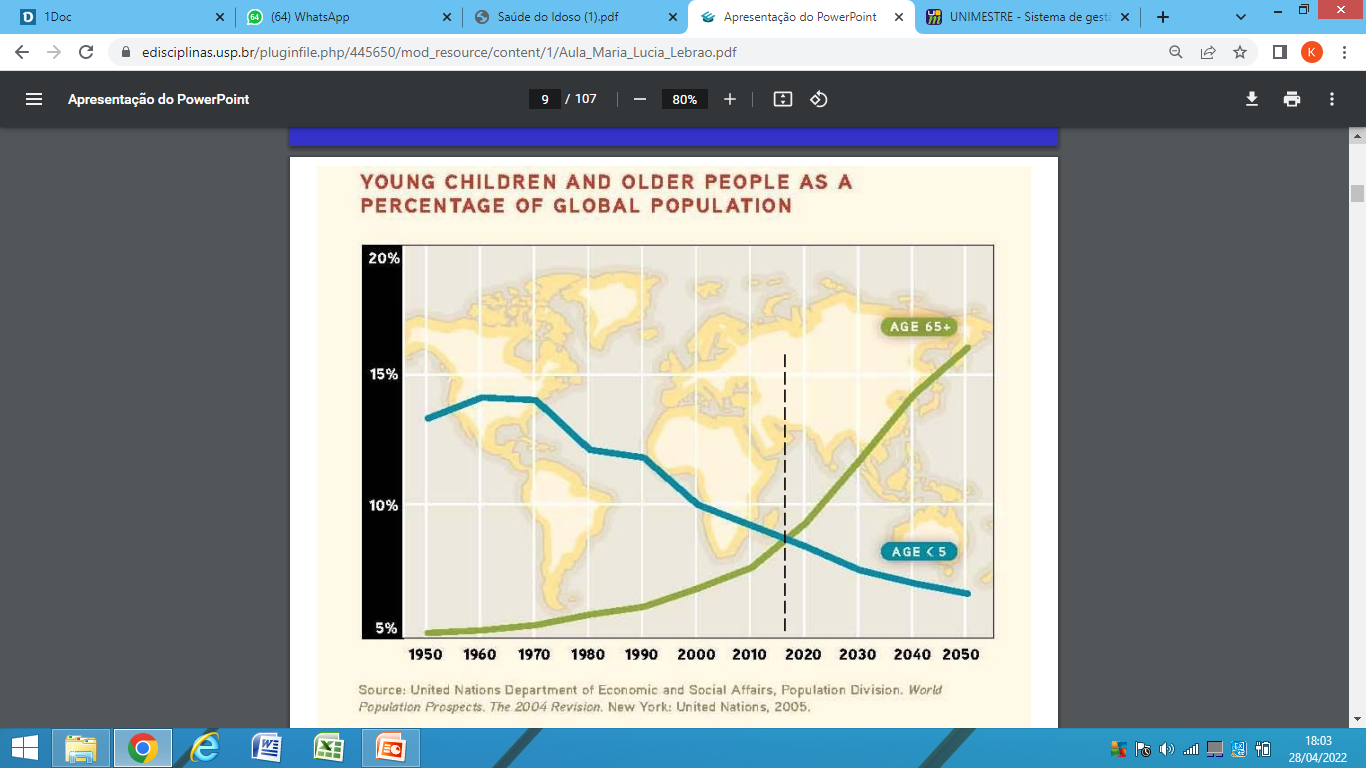 1Doc
(64) WhatsApp
Saúde do Idoso (1).pdf
Apresentação do PowerPoint
UNIMESTRE - Sistema de gest
edisciplinas.usp.br/pluginfile.php/445650/mod_resource/content/1/Aula_Maria_Lucia_Lebrao.pdf
K
Apresentação do PowerPoint
9 / 107
80%
YOUNG CHILDREN AND OLDER PEOPLE AS A
PERCENTAGE OF GLOBAL POPULATION
20%
AGE 65+
15%
10%
AGE < 5
5%
1950 1960 1970 1980 1990 2000 2010 2020 2030 2040 2050
Source: United Nations Department of Economic and Social Affairs, Population Division. World
Population Prospects. The 2004 Revision. New York: United Nations, 2005.
18:03
28/04/2022